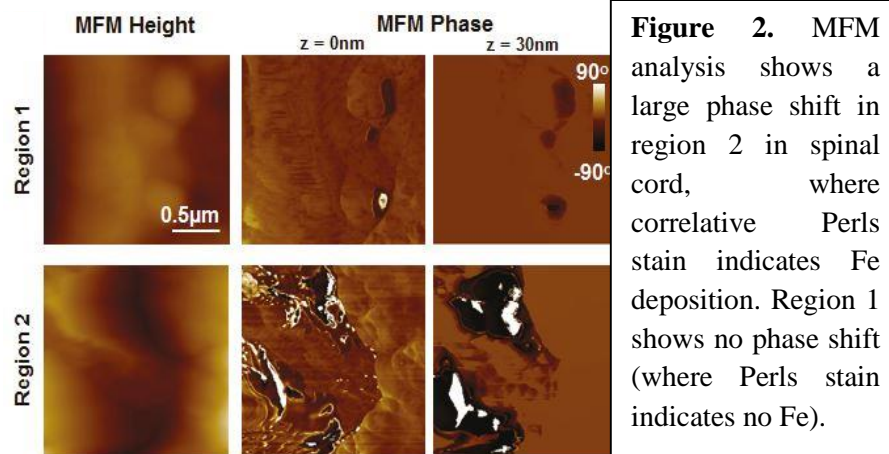 MFM Height
MFM Phase
z = 0nm
z = 30nm
Region 1
0.5µm
90°
-90°
Region 2
Figure 2. MFM
analysis shows a
large phase shift in
region 2 in spinal
cord, where
correlative Perls
stain indicates Fe
deposition. Region 1
shows no phase shift
(where Perls stain
indicates no Fe).